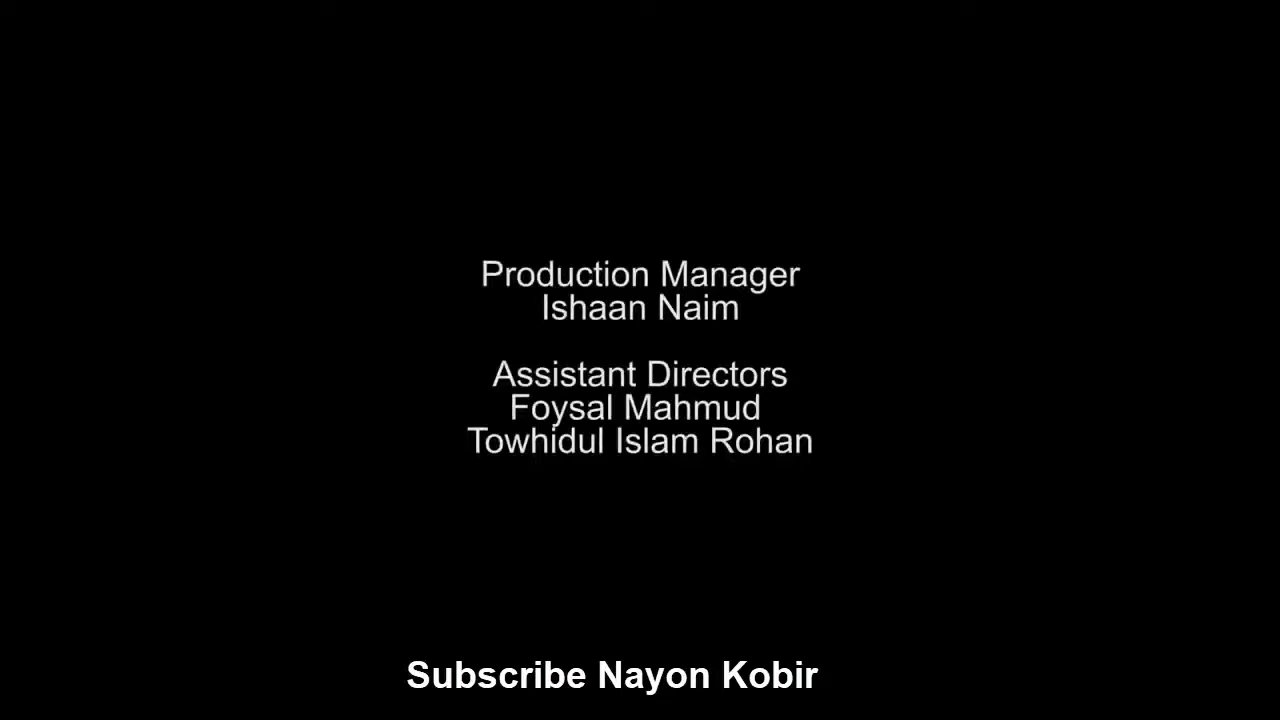 Production Manager
Ishaan Naim
Assistant Directors
Foysal Mahmud
Towhidul Islam Rohan
Subscribe Nayon Kobir